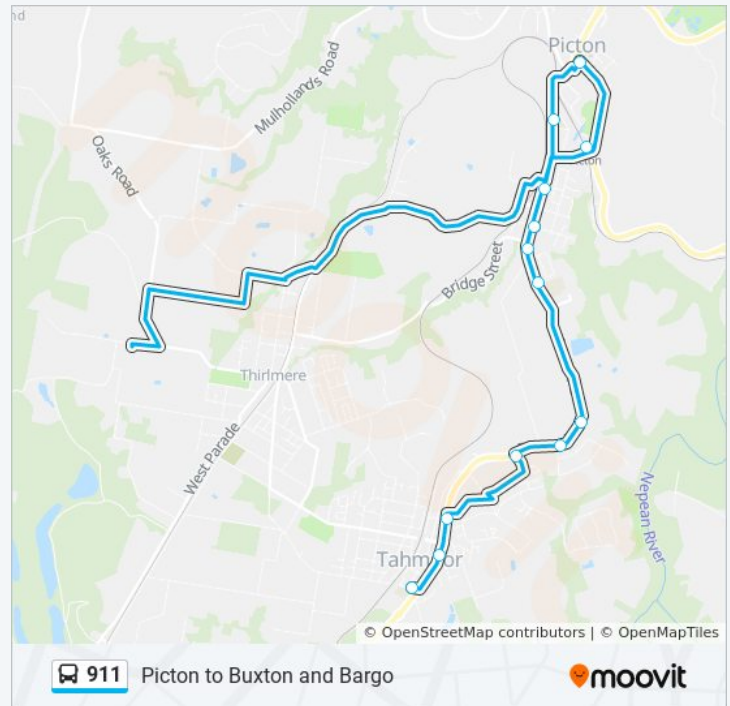 Picton
Mulholland's Road
Oaks Road
Bridge Street
Thirlmere
West Parade
Nepean River
Tahmoor
© OpenStreetMap contributors | © OpenMapTiles
911 Picton to Buxton and Bargo
moovit